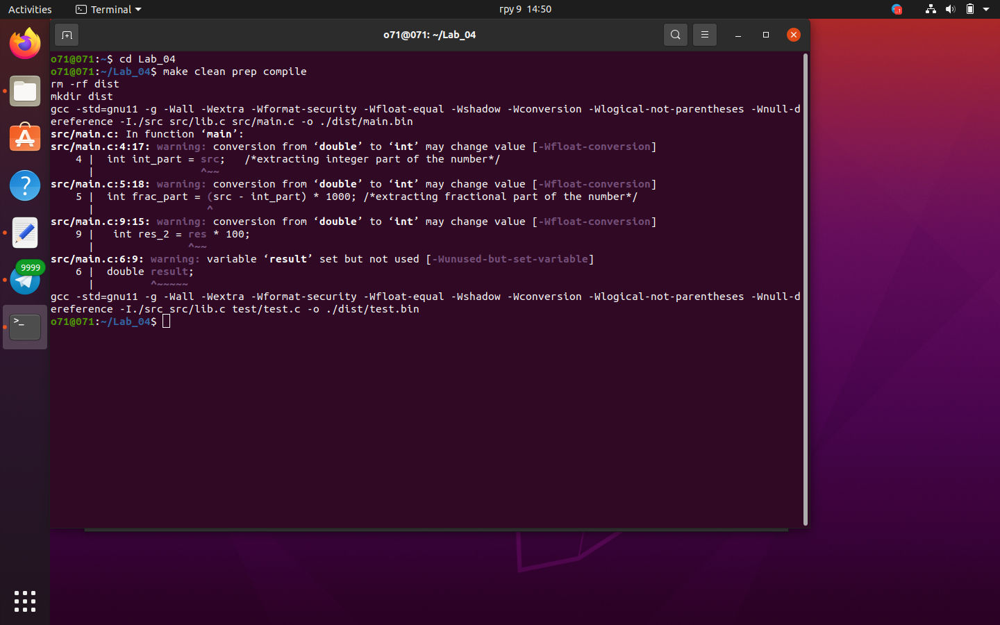 Activities
Terminal
гру 9 14:50
1
o71@071: ~/Lab_04
o71@071:~$ cd Lab_04
o71@071:~/Lab_04$ make clean prep compile
rm -rf dist
mkdir dist
gcc -std=gnu11 -g -Wall -Wextra -Wformat-security -Wfloat-equal -Wshadow -Wconversion -Wlogical-not-parentheses -Wnull-d
ereference -I./src src/lib.c src/main.c -o ./dist/main.bin
src/main.c: In function ‘main’:
src/main.c:4:17: warning: conversion from ‘double’ to ‘int’ may change value [-Wfloat-conversion]
    4 |  int int_part = src;   /*extracting integer part of the number*/
      |                 ^~~
src/main.c:5:18: warning: conversion from ‘double’ to ‘int’ may change value [-Wfloat-conversion]
    5 |  int frac_part = (src - int_part) * 1000; /*extracting fractional part of the number*/
      |                  ^
src/main.c:9:15: warning: conversion from ‘double’ to ‘int’ may change value [-Wfloat-conversion]
    9 |   int res_2 = res * 100;
      |               ^~~
src/main.c:6:9: warning: variable ‘result’ set but not used [-Wunused-but-set-variable]
    6 |  double result;
      |         ^~~~~~
gcc -std=gnu11 -g -Wall -Wextra -Wformat-security -Wfloat-equal -Wshadow -Wconversion -Wlogical-not-parentheses -Wnull-d
ereference -I./src src/lib.c test/test.c -o ./dist/test.bin
o71@071:~/Lab_04$
9999
>_